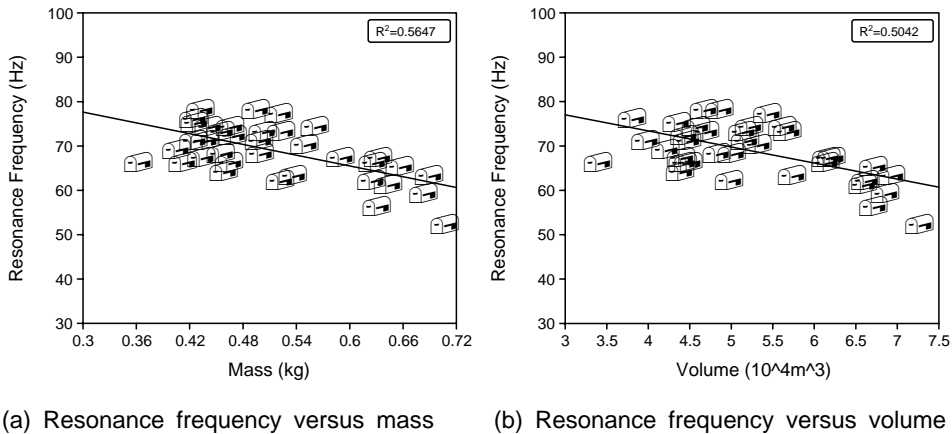 R²=0.5647
100
90
80
70
60
50
40
30
Resonance Frequency (Hz)
0.3 0.36 0.42 0.48 0.54 0.6 0.66 0.72
Mass (kg)
(a) Resonance frequency versus mass
R²=0.5042
100
90
80
70
60
50
40
30
Resonance Frequency (Hz)
3 3.5 4 4.5 5 5.5 6 6.5 7 7.5
Volume (10^4m^3)
(b) Resonance frequency versus volume